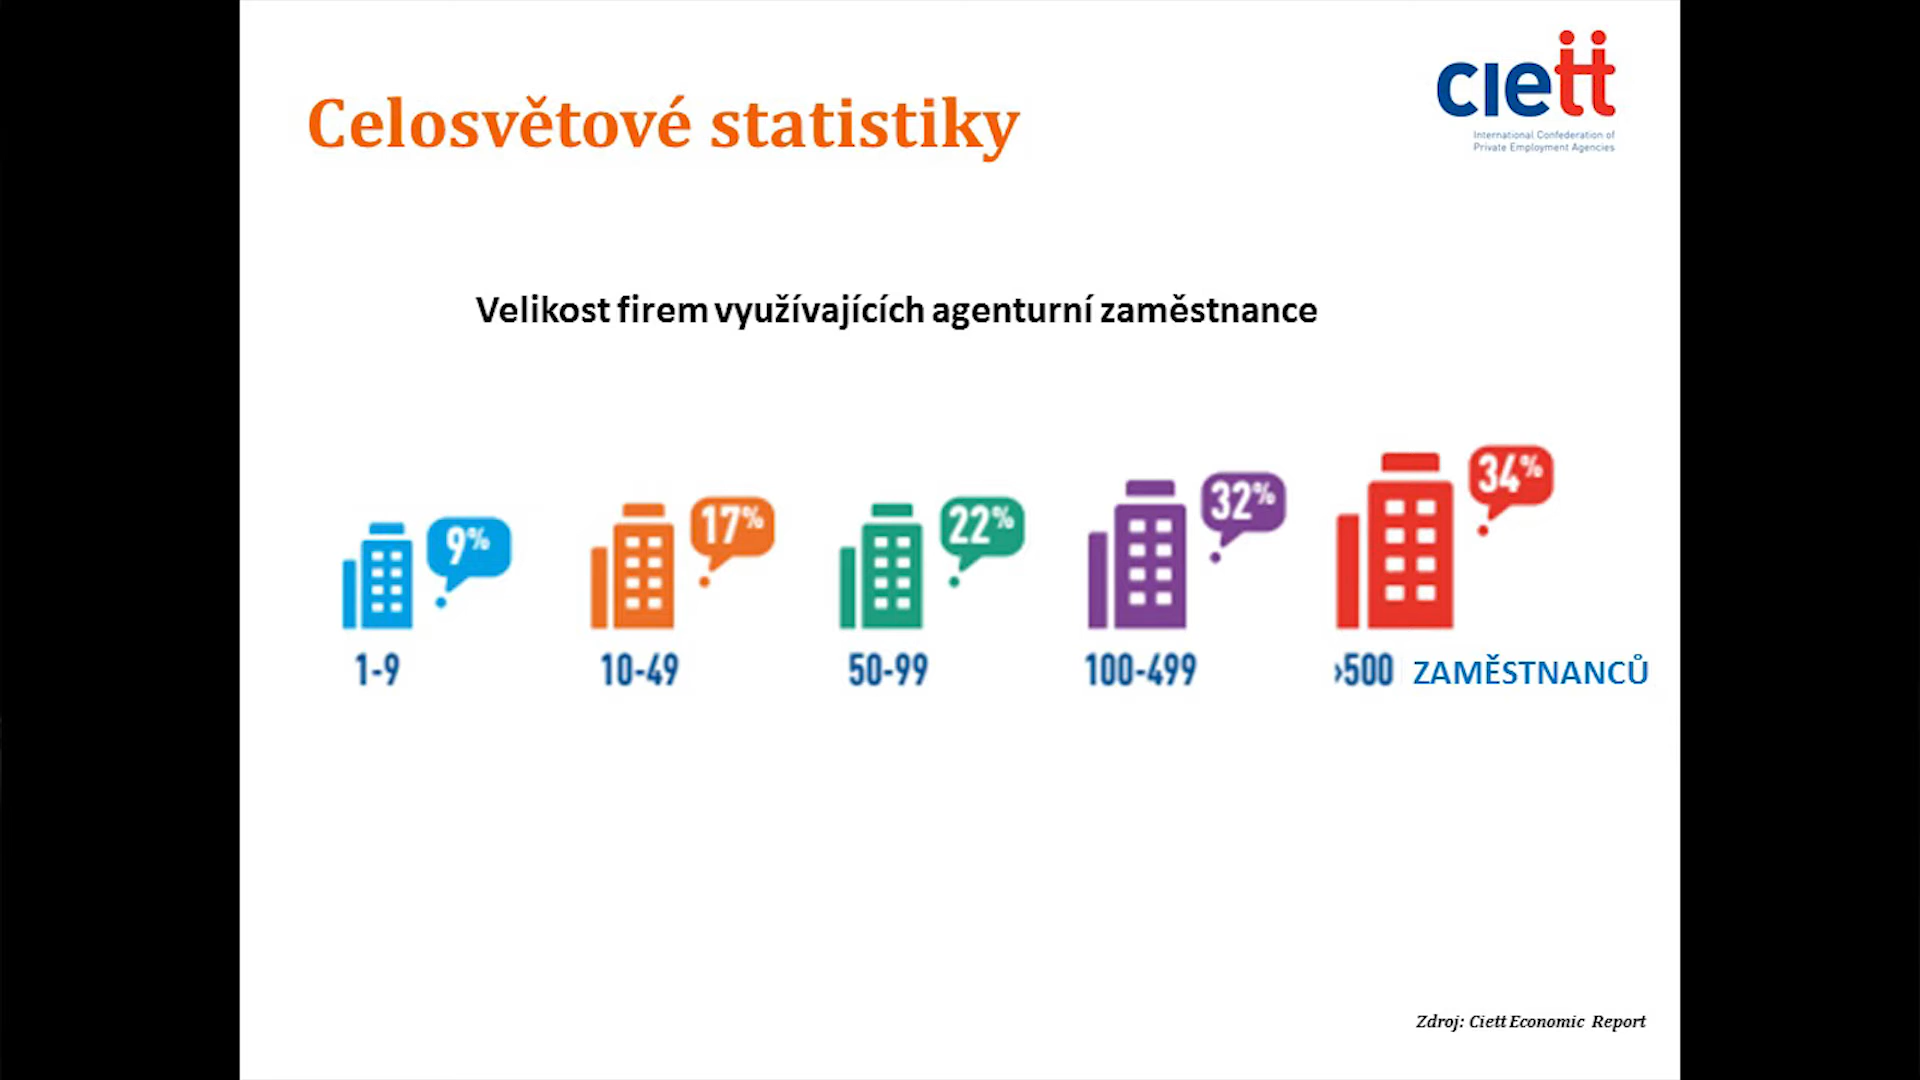 ciett
International Confederation of
Private Employment Agencies
Celosvětové statistiky
Velikost firem využívajících agenturní zaměstnance
9% 17% 22% 32% 34%
1-9 10-49 50-99 100-499 >500 ZAMĚSTNANCŮ
Zdroj: Ciett Economic Report